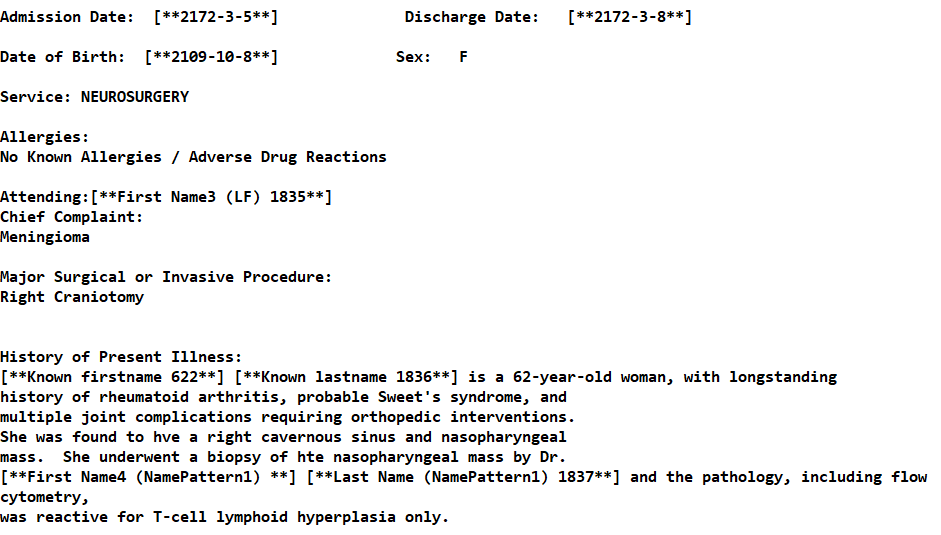 Admission Date:  [**2172-3-5**]              Discharge Date:   [**2172-3-8**]
Date of Birth:  [**2109-10-8**]             Sex:   F
Service: NEUROSURGERY
Allergies:
No Known Allergies / Adverse Drug Reactions
Attending:[**First Name3 (LF) 1835**]
Chief Complaint:
Meningioma
Major Surgical or Invasive Procedure:
Right Craniotomy
History of Present Illness:
[**Known firstname 622**] [**Known lastname 1836**] is a 62-year-old woman, with longstanding
history of rheumatoid arthritis, probable Sweet's syndrome, and
multiple joint complications requiring orthopedic interventions.
She was found to hve a right cavernous sinus and nasopharyngeal
mass.  She underwent a biopsy of hte nasopharyngeal mass by Dr.
[**First Name4 (NamePattern1) **] [**Last Name (NamePattern1) 1837**] and the pathology, including flow
cytometry,
was reactive for T-cell lymphoid hyperplasia only.